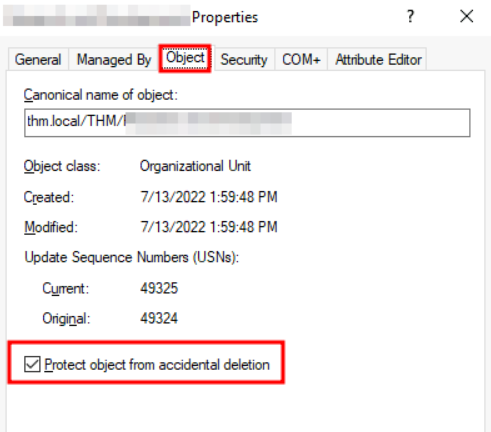 Properties ? ×
General Managed By Object Security COM+ Attribute Editor
Canonical name of object:
thm.local/THM/
Object class: Organizational Unit
Created: 7/13/2022 1:59:48 PM
Modified: 7/13/2022 1:59:48 PM
Update Sequence Numbers (USNs):
Current: 49325
Original: 49324
Protect object from accidental deletion